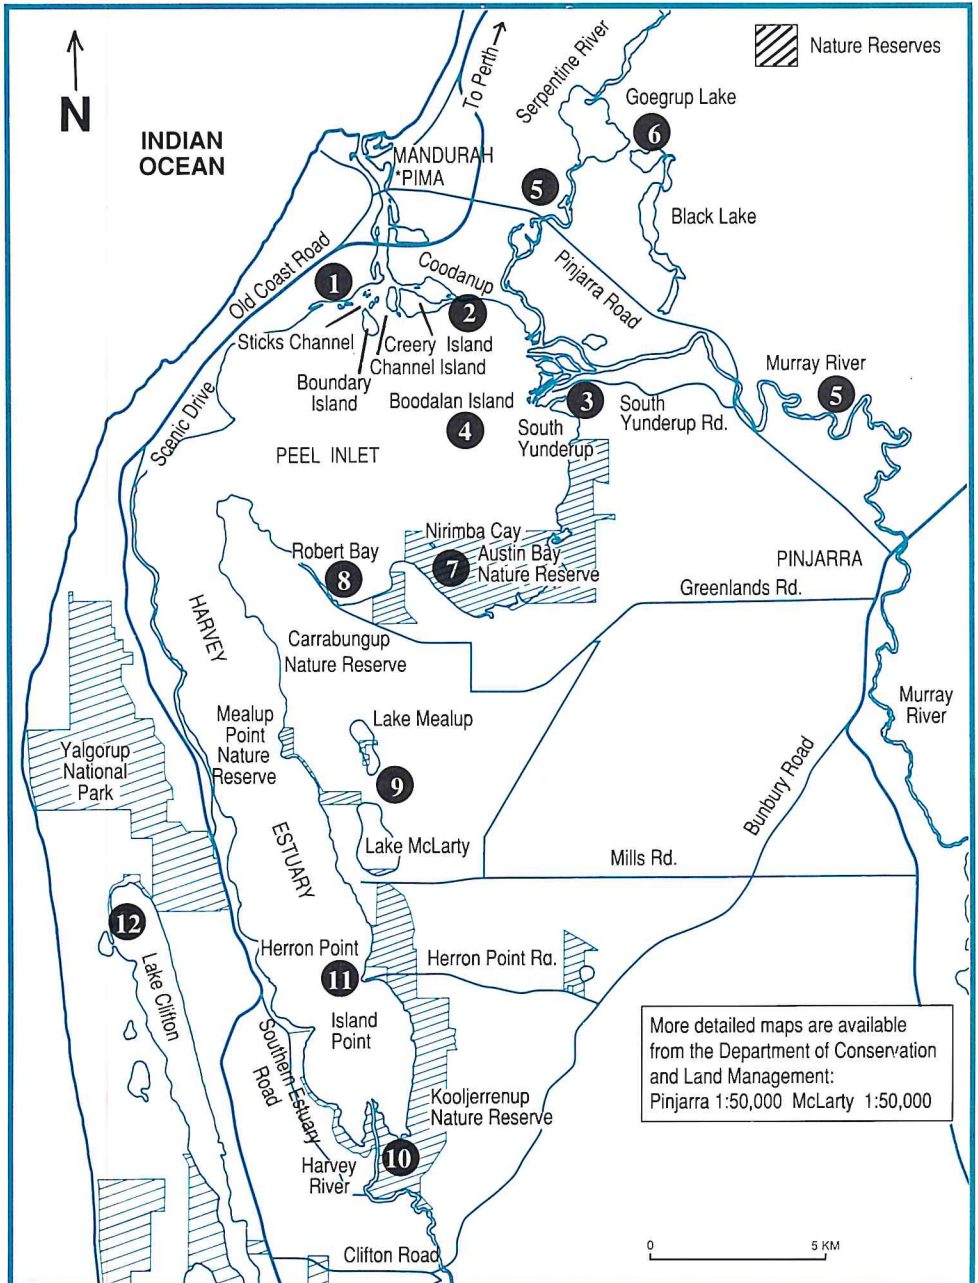 N
INDIAN
OCEAN
To Perth
Serpentine River
Nature Reserves
Goegrup Lake
6
MANDURAH
*PIMA
5
Black Lake
Old Coast Road
1
Coodanup
2
Pinjarra Road
Sticks Channel
Creery Island
Channel Island
Boundary
Island
Murray River
5
Scenic Drive
Boodalan Island
4
3
South
Yunderup
South
Yunderup Rd.
PEEL INLET
Nirimba Cay
7
Austin Bay
Nature Reserve
Robert Bay
8
PINJARRA
Greenlands Rd.
HARVEY
Carrabungup
Nature Reserve
Murray
River
Mealup
Point
Nature
Reserve
Lake Mealup
9
Yalgorup
National
Park
Bunbury Road
ESTUARY
Lake McLarty
Mills Rd.
12
Lake Clifton
Herron Point
11
Herron Point Rd.
Island
Point
Southern Estuary
Road
More detailed maps are available
from the Department of Conservation
and Land Management:
Pinjarra 1:50,000 McLarty 1:50,000
Kooljerrenup
Nature Reserve
10
Harvey
River
Clifton Road
0 5 KM